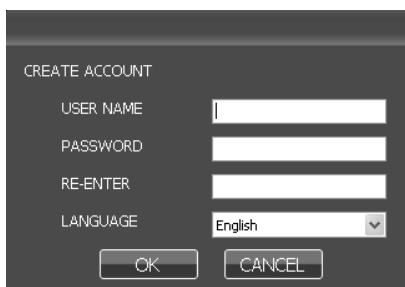 CREATE ACCOUNT
USER NAME
PASSWORD
RE-ENTER
LANGUAGE English
OK CANCEL